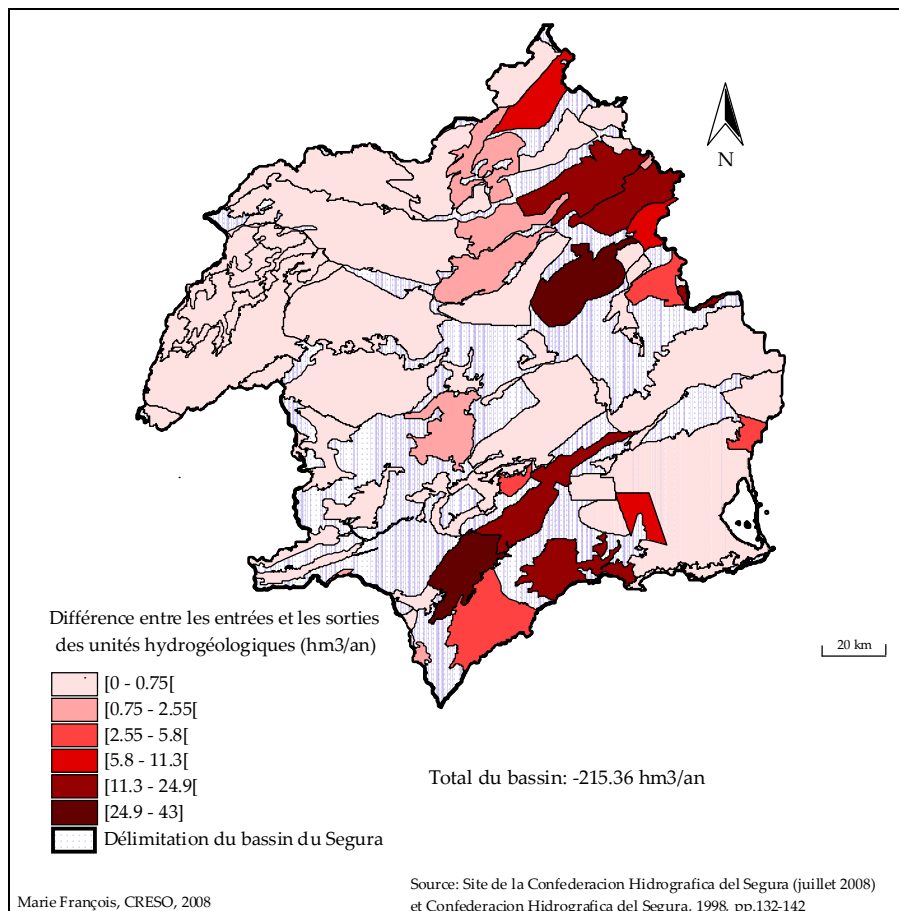 N
20 km
Différence entre les entrées et les sorties
des unités hydrogéologiques (hm3/an)
[0 - 0.75[
[0.75 - 2.55[
[2.55 - 5.8[
[5.8 - 11.3[
[11.3 - 24.9[
[24.9 - 43]
Délimitation du bassin du Segura
Total du bassin: -215.36 hm3/an
Marie François, CRESO, 2008
Source: Site de la Confederacion Hidrografica del Segura (juillet 2008)
et Confederacion Hidrografica del Segura, 1998, pp.132-142